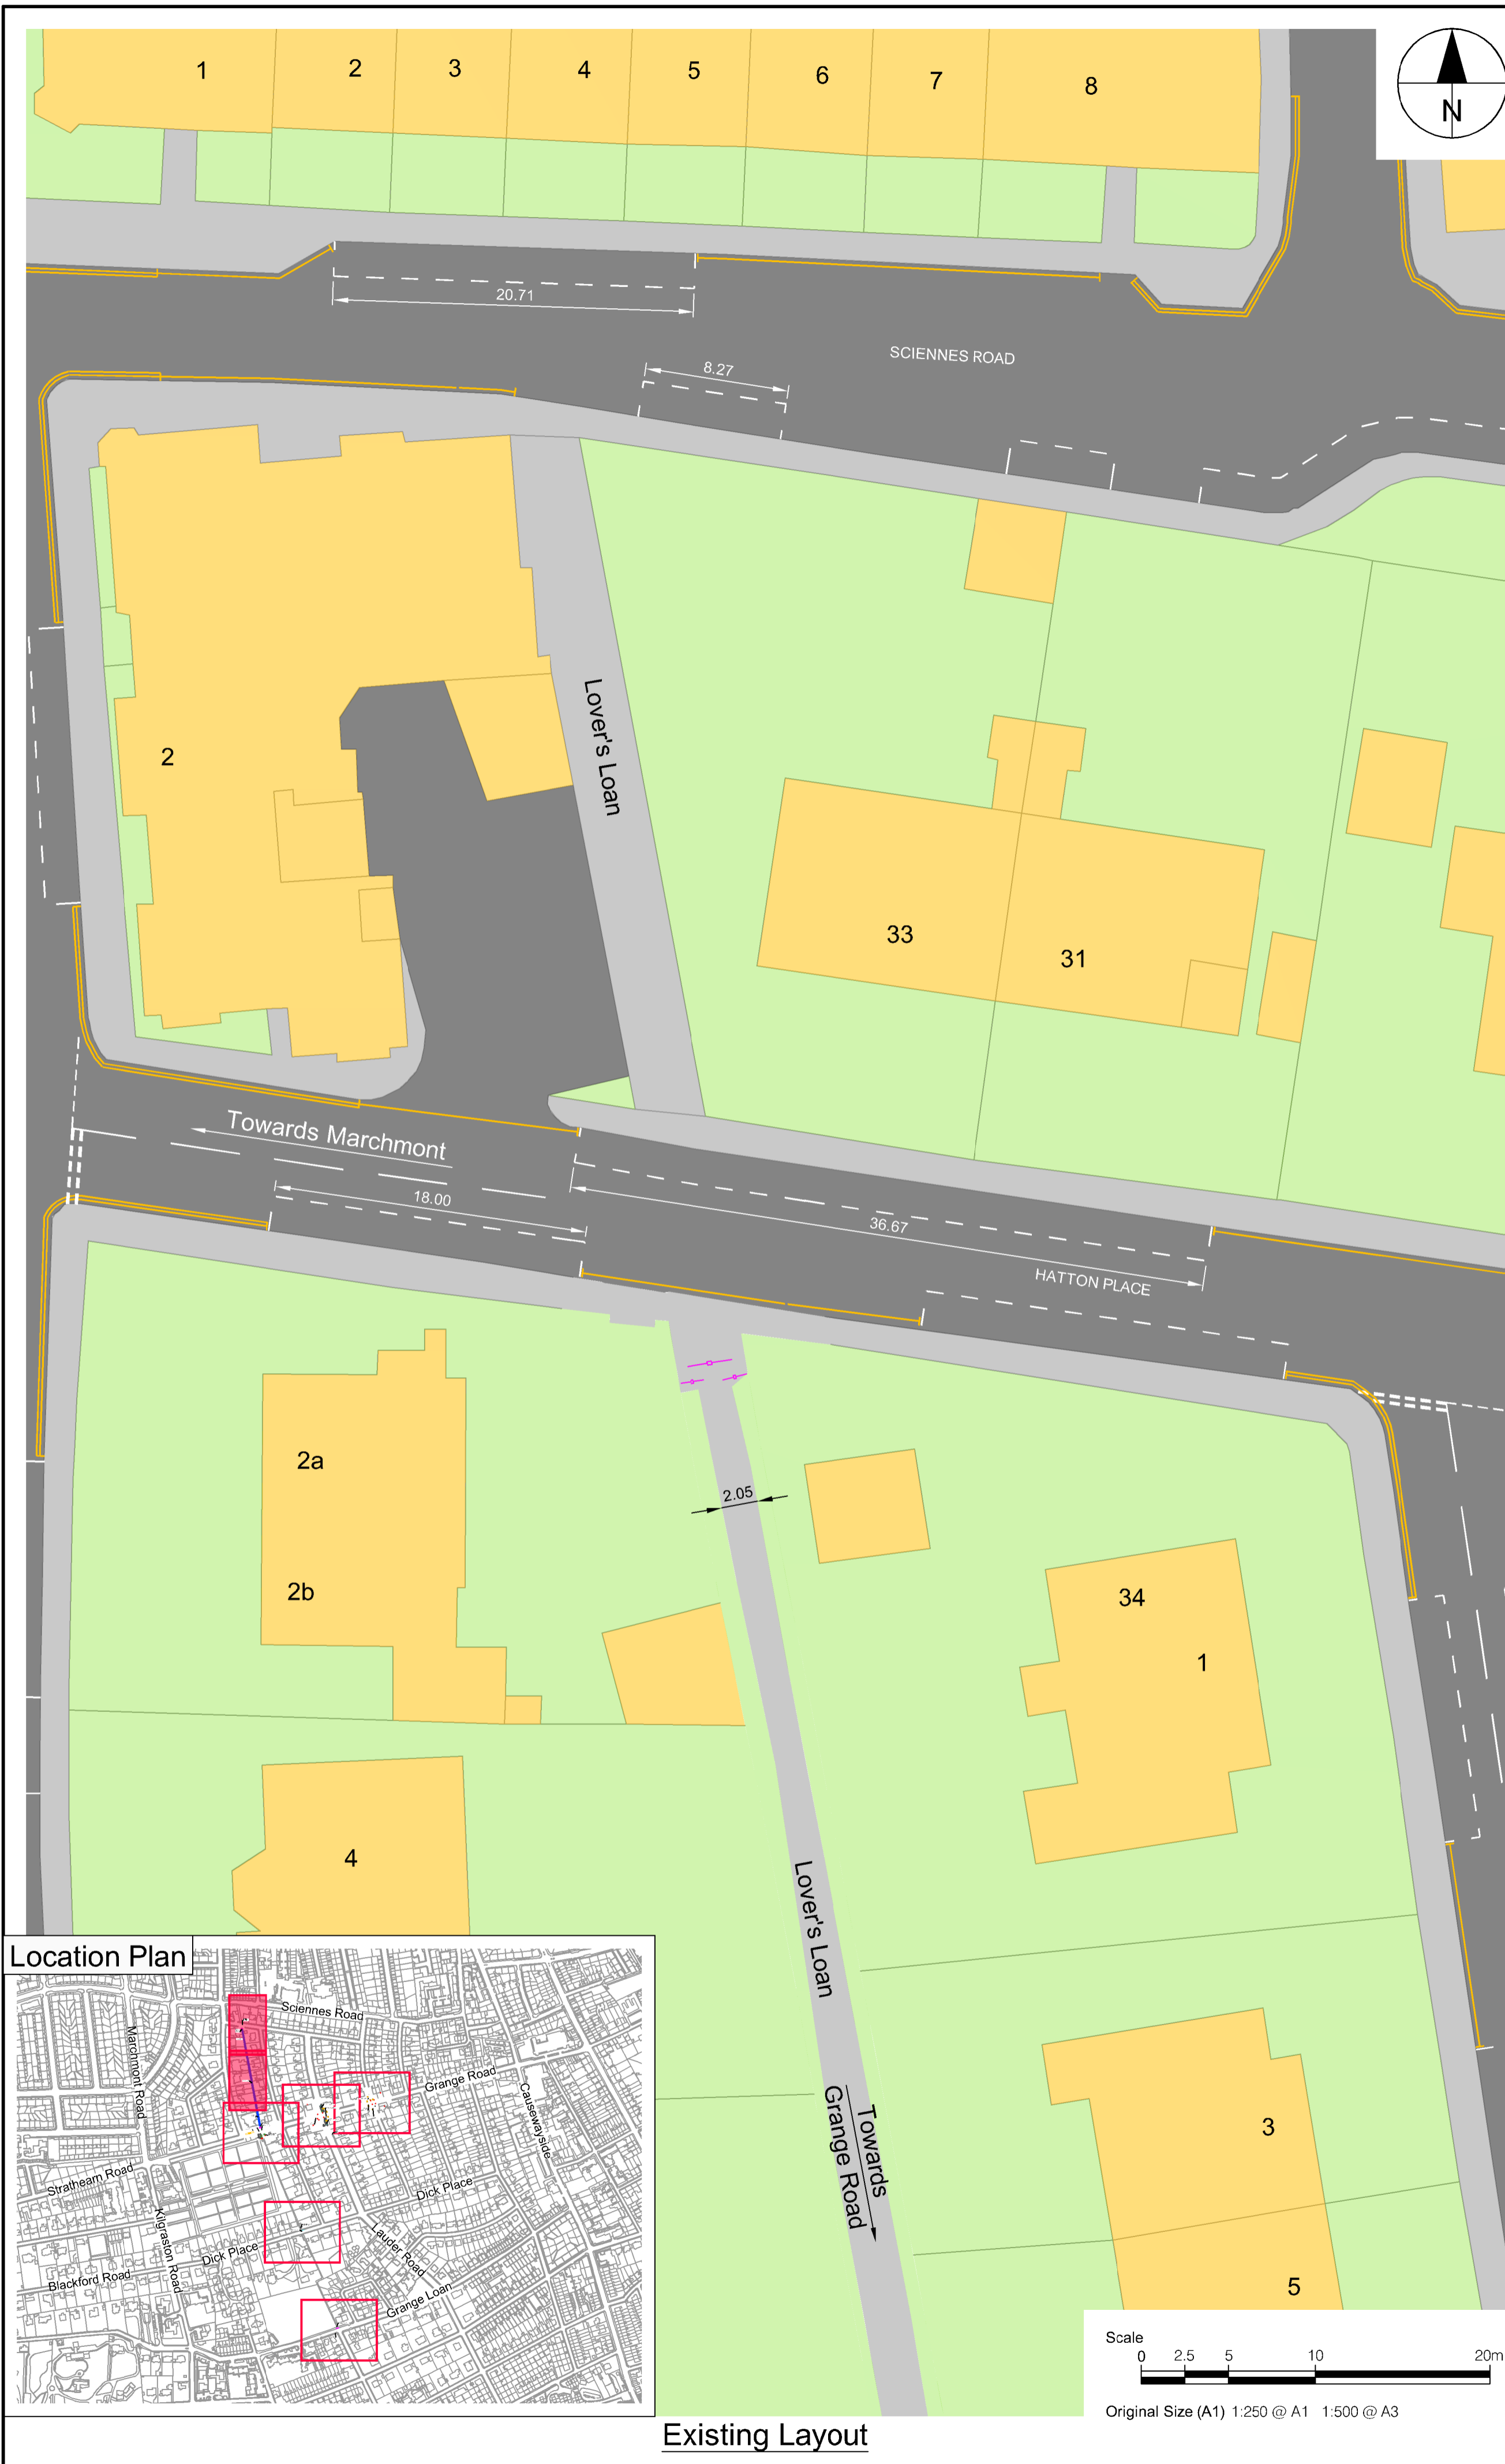 1 2 3 4 5 6 7 8
N
20.71
SCIENNES ROAD
8.27
2
Lover's Loan
33
31
Towards Marchmont
18.00
36.67
HATTON PLACE
2a
2.05
2b
34
1
4
Lover's Loan
Towards
Grange Road
3
5
Location Plan
Sciennes Road
Marchmont Road
Grange Road
Causewayside
Strathearn Road
Dick Place
Kilgraston Road
Lauder Road
Dick Place
Blackford Road
Grange Loan
Scale
0 2.5 5 10 20m
Original Size (A1) 1:250 @ A1 1:500 @ A3
Existing Layout